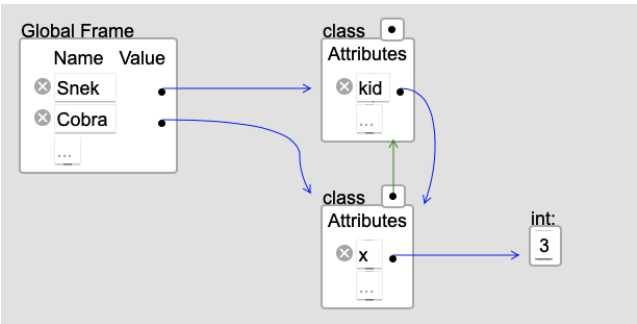 Global Frame
Name Value
Snek
Cobra
...
class
Attributes
kid
...
class
Attributes
x
...
int:
3